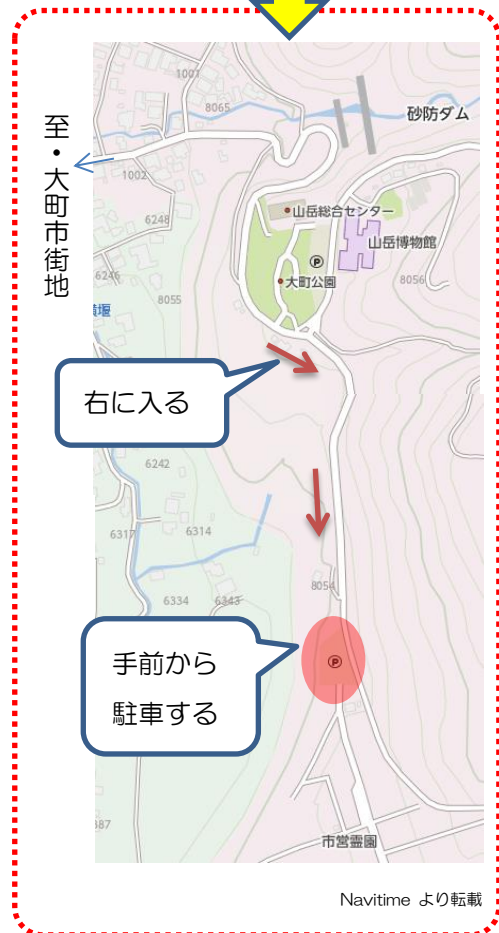 1001
8065
砂防ダム
至・大町市街地
1002
山岳総合センター
6248
山岳博物館
P
6246
8055
大町公園
8056
堰
右に入る
6242
6317
6314
8054
6334
6343
手前から
駐車する
P
387
市営霊園
Navitime より転載